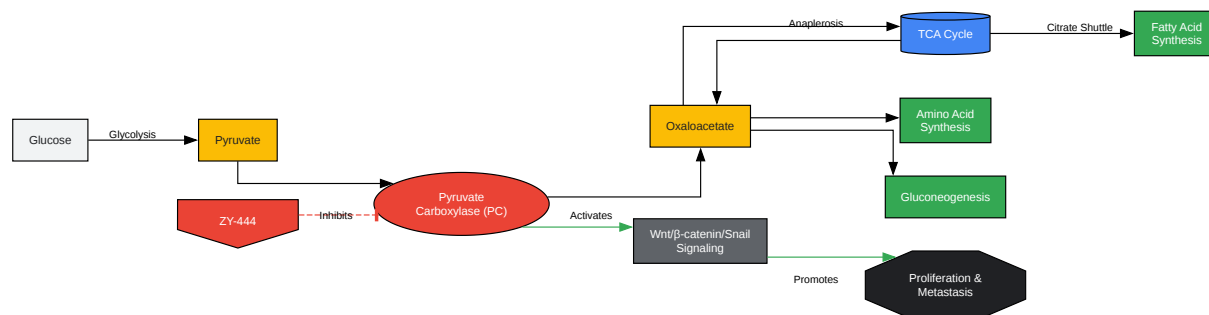 Anaplerosis
TCA Cycle
Citrate Shuttle
Fatty Acid
Synthesis
Glucose
Glycolysis
Pyruvate
Oxaloacetate
Amino Acid
Synthesis
Gluconeogenesis
ZY-444
Inhibits
Pyruvate
Carboxylase (PC)
Activates
Wnt/β-catenin/Snail
Signaling
Promotes
Proliferation &
Metastasis